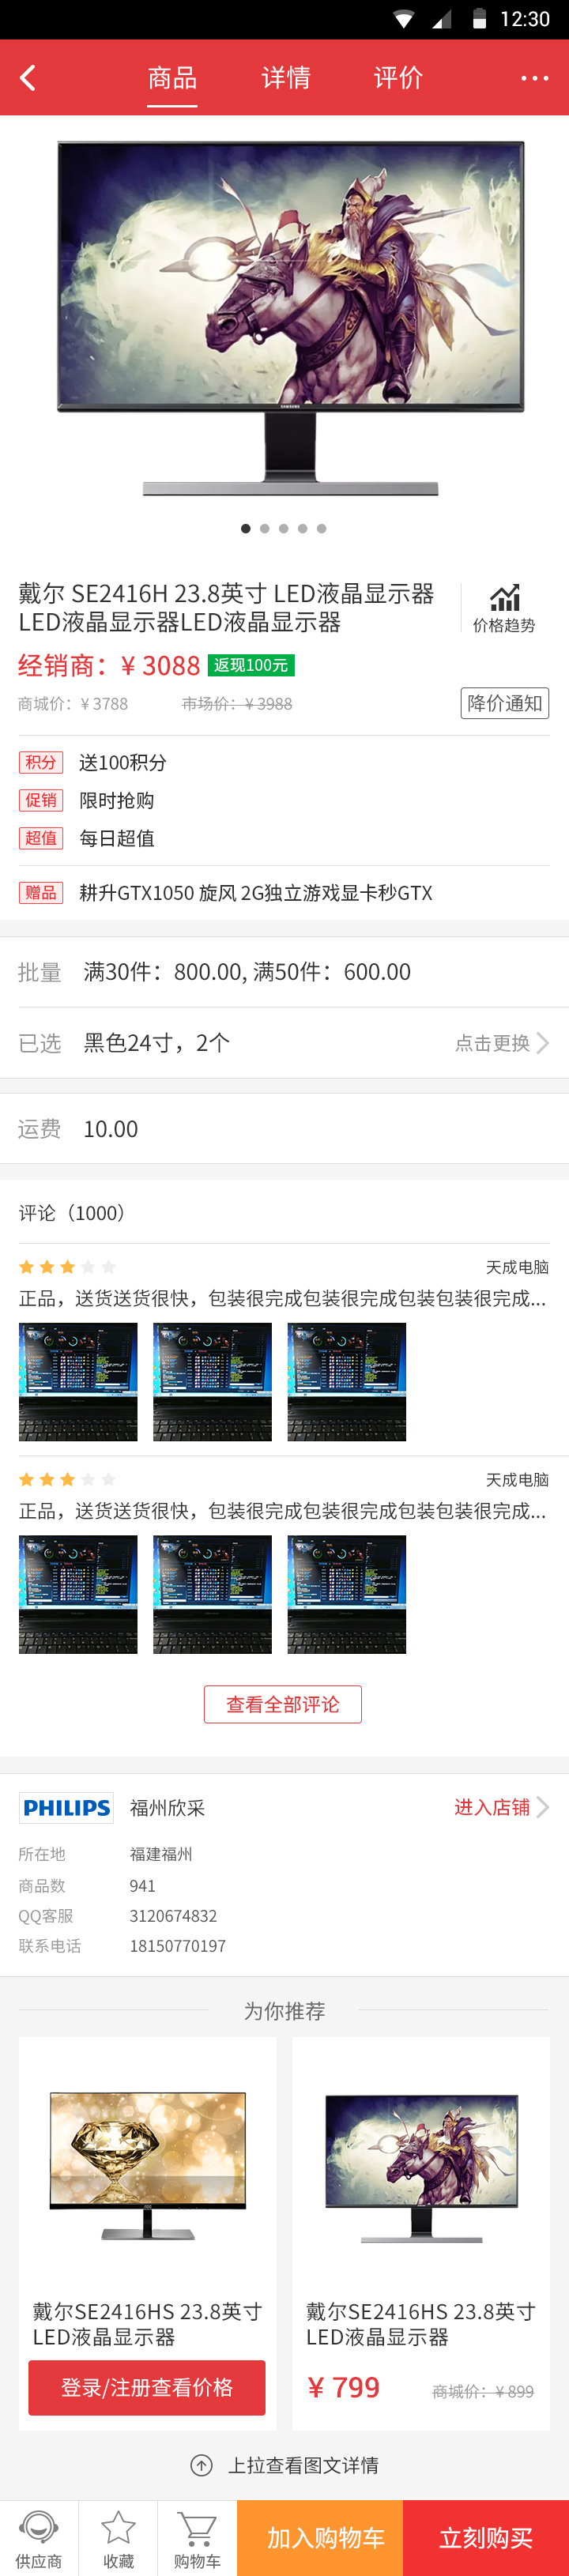 12:30
商品 详情 评价
SAMSUNG
戴尔 SE2416H 23.8英寸 LED液晶显示器
LED液晶显示器LED液晶显示器
价格趋势
经销商：¥ 3088 返现100元
商城价：¥ 3788 市场价：¥ 3988
降价通知
积分 送100积分
促销 限时抢购
超值 每日超值
赠品 耕升GTX1050 旋风 2G独立游戏显卡秒GTX
批量 满30件：800.00, 满50件：600.00
已选 黑色24寸，2个 点击更换
运费 10.00
评论（1000）
天成电脑
正品，送货送货很快，包装很完成包装很完成包装包装很完成...
天成电脑
正品，送货送货很快，包装很完成包装很完成包装包装很完成...
查看全部评论
PHILIPS 福州欣采 进入店铺
所在地 福建福州
商品数 941
QQ客服 3120674832
联系电话 18150770197
为你推荐
戴尔SE2416HS 23.8英寸
LED液晶显示器
登录/注册查看价格
戴尔SE2416HS 23.8英寸
LED液晶显示器
¥ 799 商城价：¥ 899
上拉查看图文详情
供应商 收藏 购物车 加入购物车 立刻购买